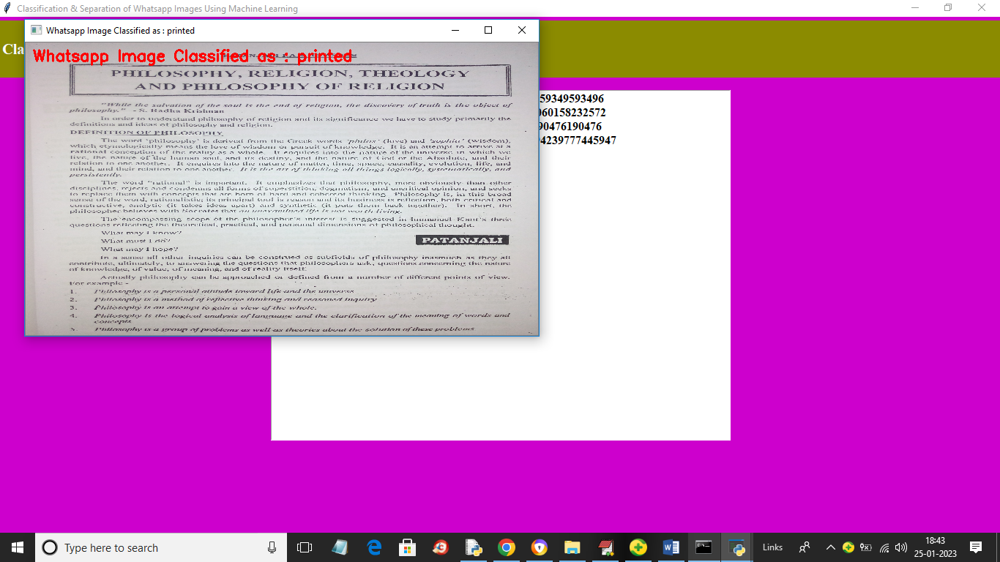 Classification & Separation of Whatsapp Images Using Machine Learning
Whatsapp Image Classified as : printed
Cla
Whatsapp Image Classified as : printed
PHILOSOPHY, RELIGION, THEOLOGY
AND PHILOSOPHY OF RELIGION
"While the salvation of the soul is the end of religion, the discovery of truth is the object of
philosophy." - S. Radha Krishnan
In order to understand philosophy of religion and its significance we have to study primarily the
definitions and ideas of philosophy and religion.
DEFINITION OF PHILOSOPHY
The word 'philosophy' is derived from the Greek words 'philos' (love) and 'sophia' (wisdom),
which etymologically means the love of wisdom or pursuit of knowledge. It is an attempt to arrive at a
rational conception of the reality as a whole. It enquires into the nature of the universe in which we
live, the nature of the human soul, and its destiny, and the nature of God or the Absolute, and their
relation to one another. It enquires into the nature of matter, time, space, causality, evolution, life, and
mind, and their relation to one another. It is the art of thinking all things logically, systematically, and
persistently.
The word "rational" is important. It emphasizes that philosophy, more obviously than other
disciplines, rejects and condemns all forms of superstition, dogmatism, and uncritical opinion, and seeks
to replace them with concepts that are born of hard and coherent thinking. Philosophy is, in this broad
sense of the word, rationalistic; its principal tool is reason and its business is reflection, both critical and
constructive, analytic (it takes ideas apart) and synthetic (it puts them back together). In short, the
philosopher believes with Socrates that an unexamined life is not worth living.
The encompassing scope of the philosopher's interest is suggested in Immanuel Kant's three
questions reflecting the theoretical, practical, and personal dimensions of philosophical thought.
What may I know?
What must I do?
PATANJALI
What may I hope?
In a sense all other inquiries can be construed as subfields of philosophy inasmuch as they all
contribute, ultimately, to answering the questions that philosophers ask, questions concerning the nature
of knowledge, of value, of meaning, and of reality itself.
Actually philosophy can be approached or defined from a number of different points of view.
For example -
1. Philosophy is a personal attitude toward life and the universe
2. Philosophy is a method of reflective thinking and reasoned inquiry
3. Philosophy is an attempt to gain a view of the whole.
4. Philosophy is the logical analysis of language and the clarification of the meaning of words and
concepts
5. Philosophy is a group of problems as well as theories about the solution of these problems
59349593496
060158232572
90476190476
94239777445947
Type here to search
Links
18:43
25-01-2023